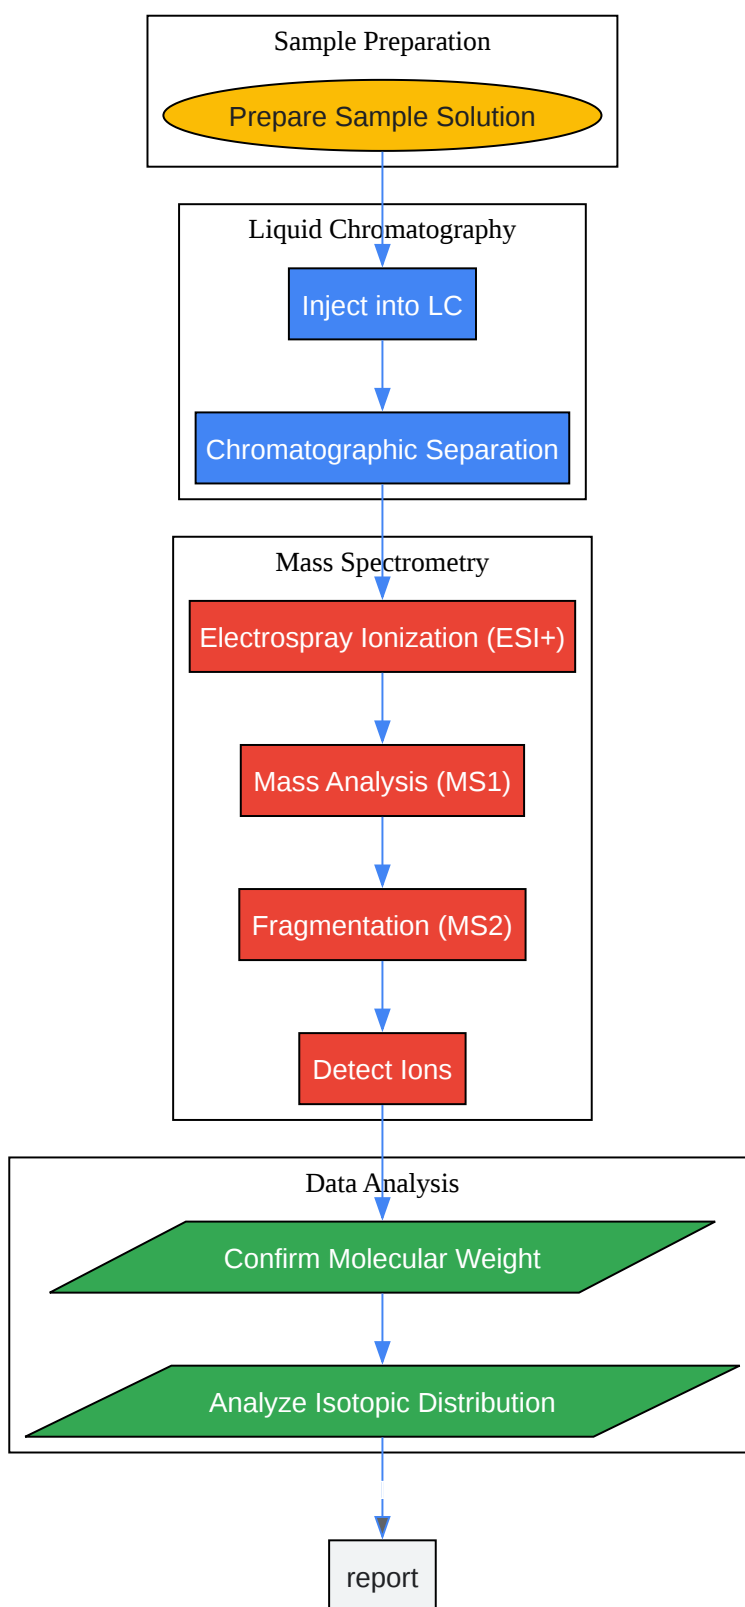 Sample Preparation
Prepare Sample Solution
Liquid Chromatography
Inject into LC
Chromatographic Separation
Mass Spectrometry
Electrospray Ionization (ESI+)
Mass Analysis (MS1)
Fragmentation (MS2)
Detect Ions
Data Analysis
Confirm Molecular Weight
Analyze Isotopic Distribution
report